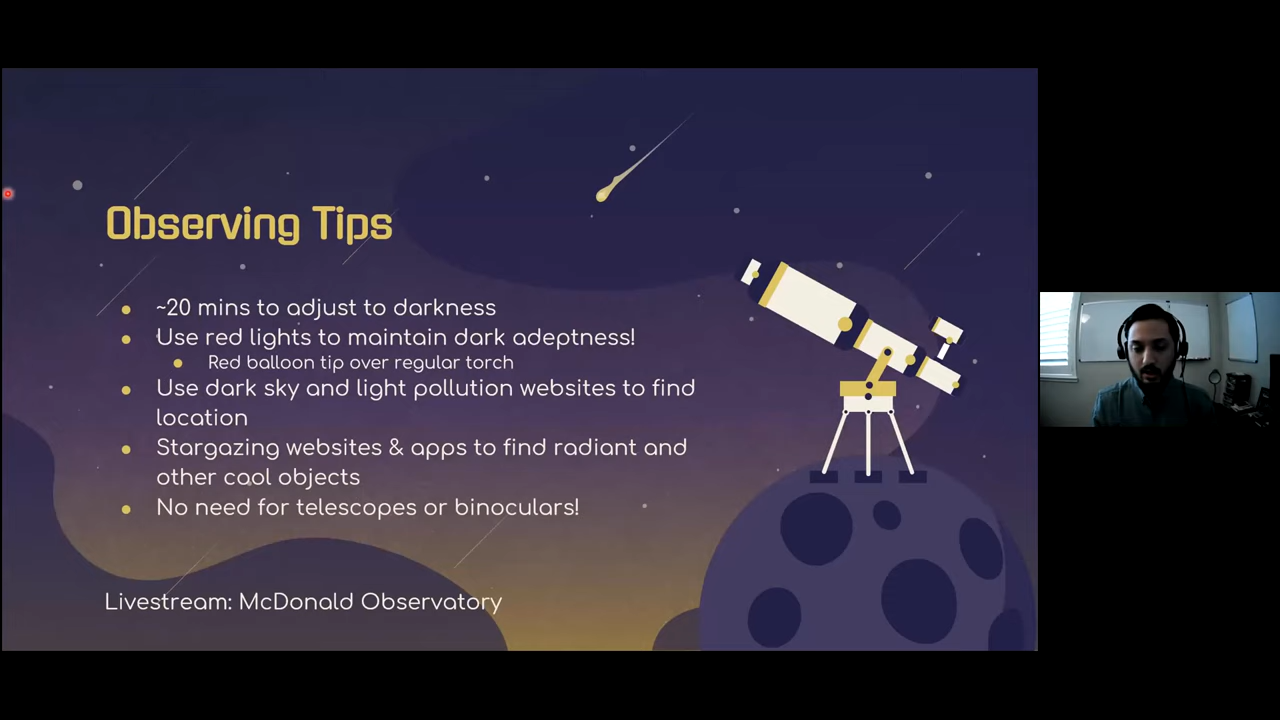 Observing Tips
~20 mins to adjust to darkness
Use red lights to maintain dark adeptness!
Red balloon tip over regular torch
Use dark sky and light pollution websites to find
location
Stargazing websites & apps to find radiant and
other cool objects
No need for telescopes or binoculars!
Livestream: McDonald Observatory